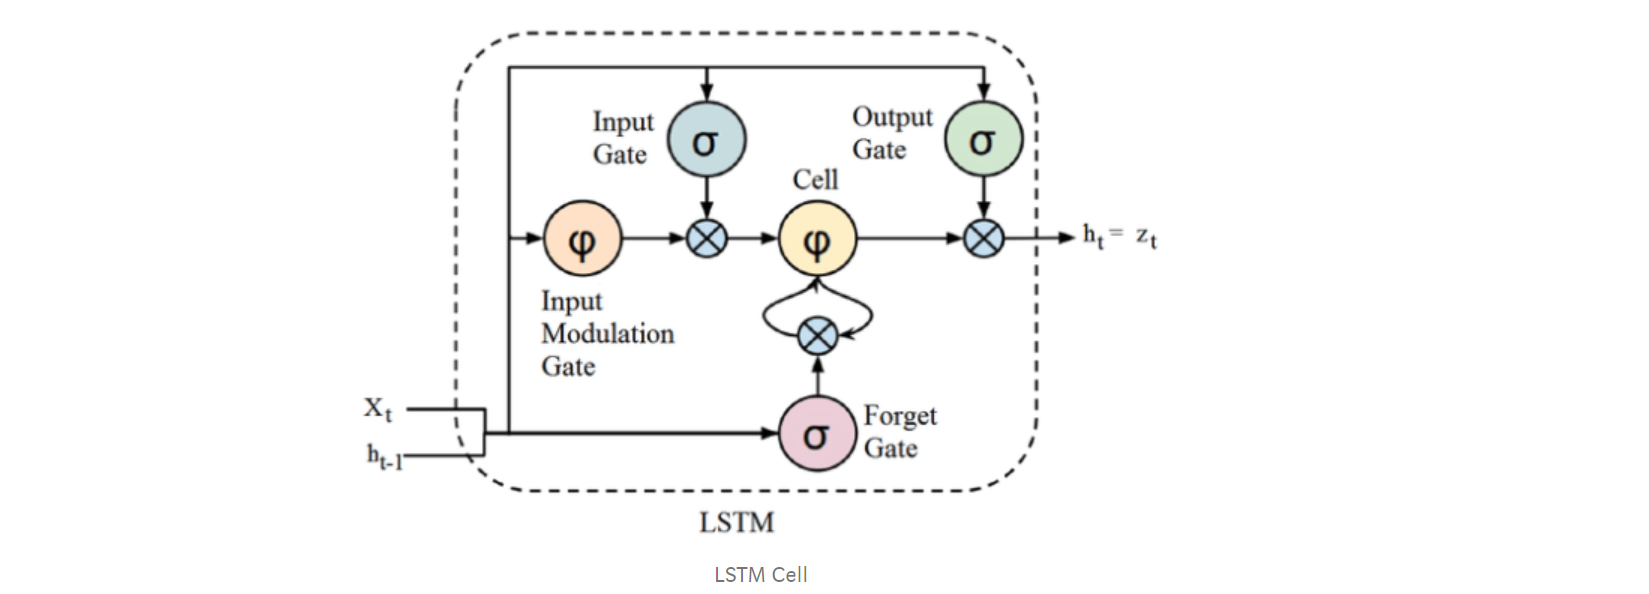 Input
Gate
σ
Output
Gate
σ
Cell
φ
φ
h_t = z_t
Input
Modulation
Gate
X_t
h_t-1
σ
Forget
Gate
LSTM
LSTM Cell